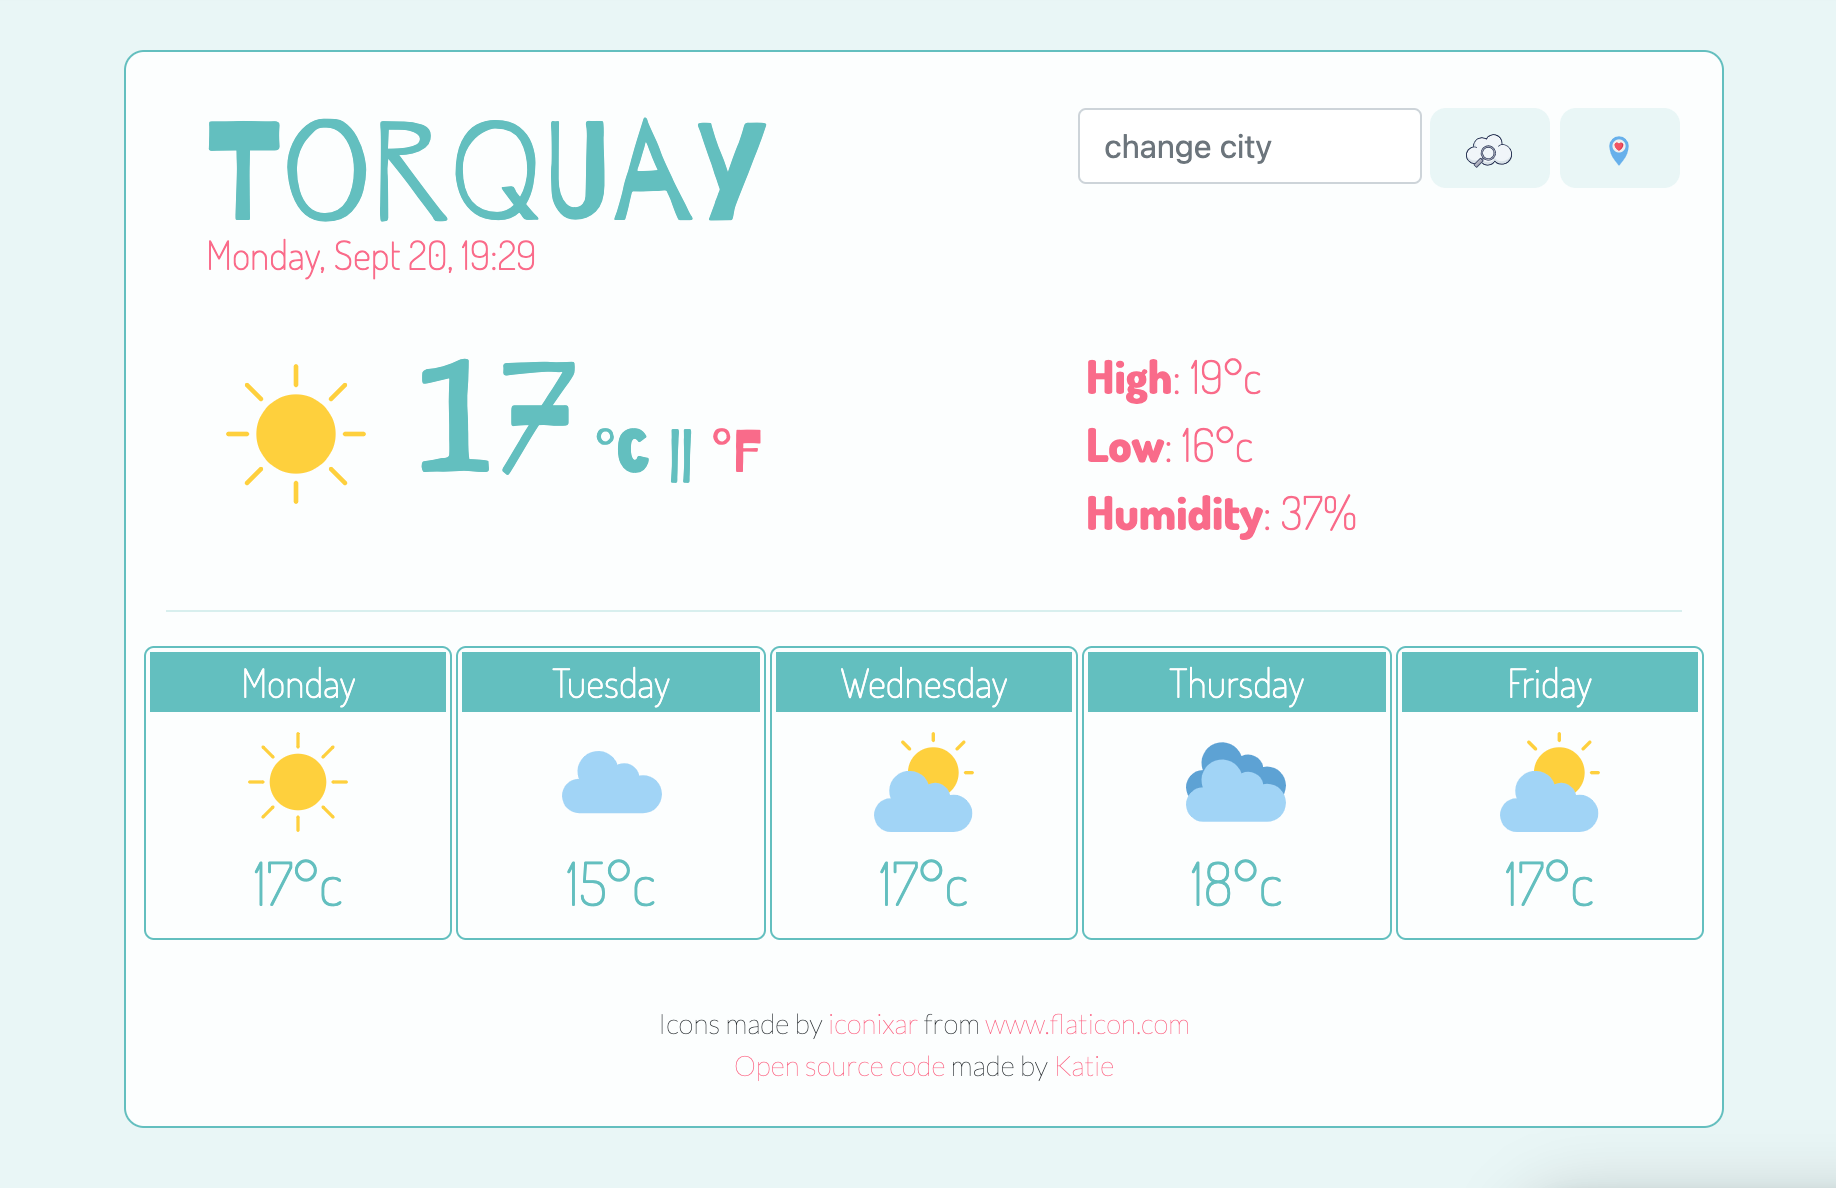 TORQUAY
change city
Monday, Sept 20, 19:29
17 °C || °F
High: 19°c
Low: 16°c
Humidity: 37%
Monday
Tuesday
Wednesday
Thursday
Friday
17°c
15°c
17°c
18°c
17°c
Icons made by iconixar from www.flaticon.com
Open source code made by Katie